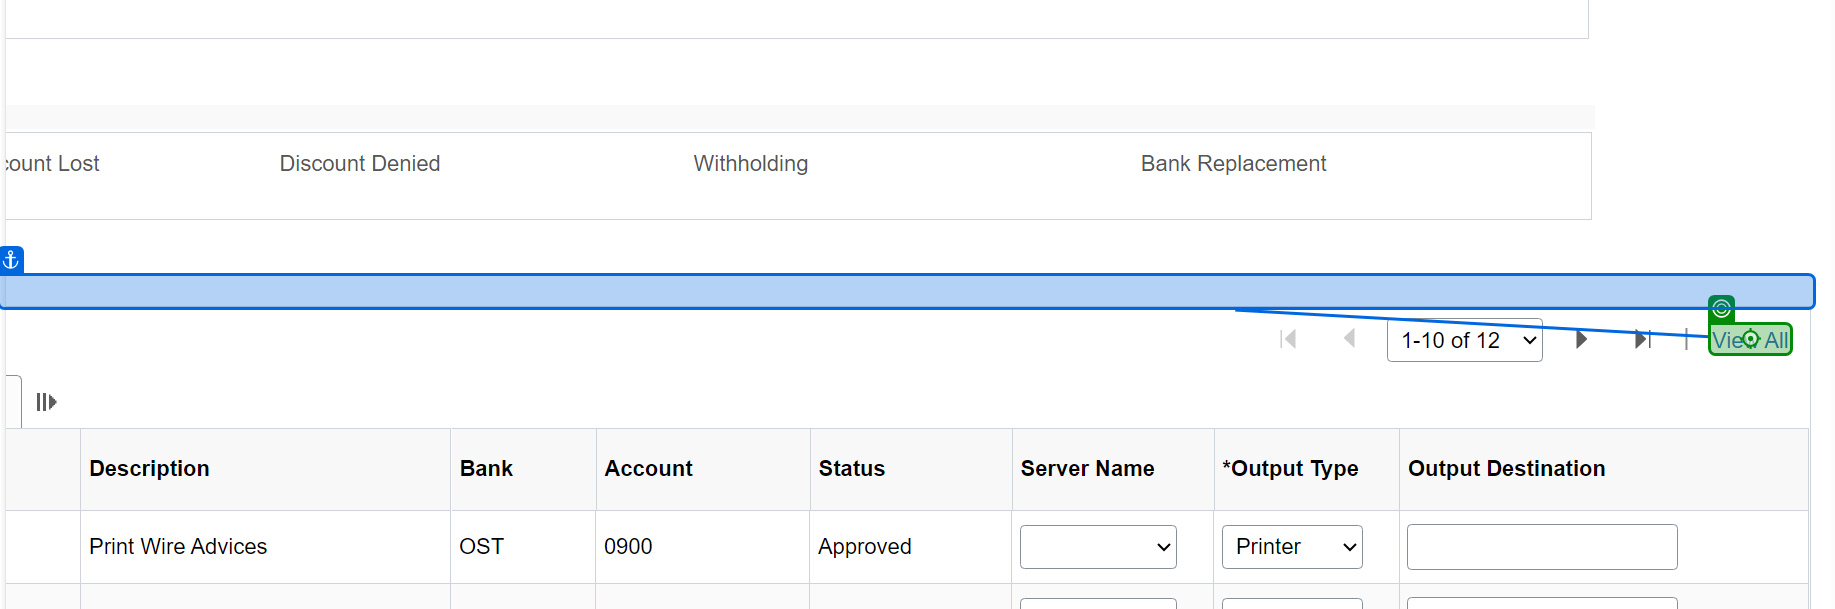 count Lost Discount Denied Withholding Bank Replacement
1-10 of 12 | View All
Description Bank Account Status Server Name *Output Type Output Destination
Print Wire Advices OST 0900 Approved Printer